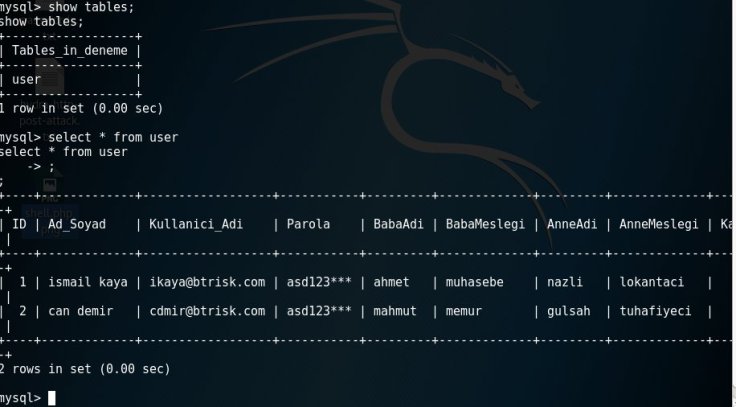 mysql> show tables;
show tables;
+------------------+
| Tables_in_deneme |
+------------------+
| user             |
+------------------+
1 row in set (0.00 sec)
mysql> select * from user
select * from user
    -> ;
;
+----+------------+------------------+-----------+---------+--------------+---------+--------------+---
-+
| ID | Ad_Soyad   | Kullanici_Adi    | Parola    | BabaAdi | BabaMeslegi | AnneAdi | AnneMeslegi | Ka
 |
+----+------------+------------------+-----------+---------+--------------+---------+--------------+---
-+
| 1 | ismail kaya | ikaya@btrisk.com | asd123*** | ahmet  | muhasebe    | nazli   | lokantaci   |
 |
| 2 | can demir   | cdmir@btrisk.com | asd123*** | mahmut | memur       | gulsah  | tuhafiyeci  |
 |
+----+------------+------------------+-----------+---------+--------------+---------+--------------+---
-+
2 rows in set (0.00 sec)
mysql>